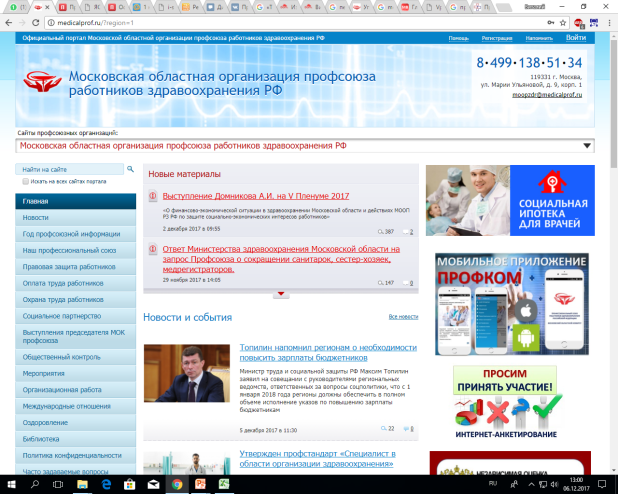 medicalprof.ru/?region=1
Официальный портал Московской областной организации профсоюза работников здравоохранения РФ
Помощь Регистрация Напомнить Войти
Московская областная организация профсоюза
работников здравоохранения РФ
8·499·138·51·34
119331 г. Москва,
ул. Марии Ульяновой, д. 9, корп. 1
moopzdr@medicalprof.ru
Сайты профсоюзных организаций:
Московская областная организация профсоюза работников здравоохранения РФ
Найти на сайте
Искать на всех сайтах портала
Главная
Новости
Год профсоюзной информации
Наш профессиональный союз
Правовая защита работников
Оплата труда работников
Охрана труда работников
Социальное партнерство
Выступления председателя МОК
профсоюза
Общественный контроль
Мероприятия
Организационная работа
Международные отношения
Оздоровление
Библиотека
Политика конфиденциальности
Часто задаваемые вопросы
Новые материалы
Выступление Домникова А.И. на V Пленуме 2017
«О финансово-экономической ситуации в здравоохранении Московской области и действиях МООП
РЗ РФ по защите социально-экономических интересов работников»
2 декабря 2017 в 09:55
387 2
Ответ Министерства здравоохранения Московской области на
запрос Профсоюза о сокращении санитарок, сестер-хозяек,
медрегистраторов.
29 ноября 2017 в 14:05
147 0
Новости и события
Все новости
Топилин напомнил регионам о необходимости
повысить зарплаты бюджетников
Министр труда и социальной защиты РФ Максим Топилин
заявил на совещании с руководителями региональных
ведомств, ответственных за вопросы соцполитики, что с 1
января 2018 года регионы должны обеспечить в полном
объеме исполнение указов по повышению зарплаты
бюджетникам
5 декабря 2017 в 11:20
22 0
Утвержден профстандарт «Специалист в
области организации здравоохранения»
СОЦИАЛЬНАЯ
ИПОТЕКА
ДЛЯ ВРАЧЕЙ
МОБИЛЬНОЕ ПРИЛОЖЕНИЕ
ПРОФКОМ
ПРОСИМ
ПРИНЯТЬ УЧАСТИЕ!
ИНТЕРНЕТ-АНКЕТИРОВАНИЕ
НЕЗАВИСИМАЯ ОЦЕНКА
RU
13:00
06.12.2017